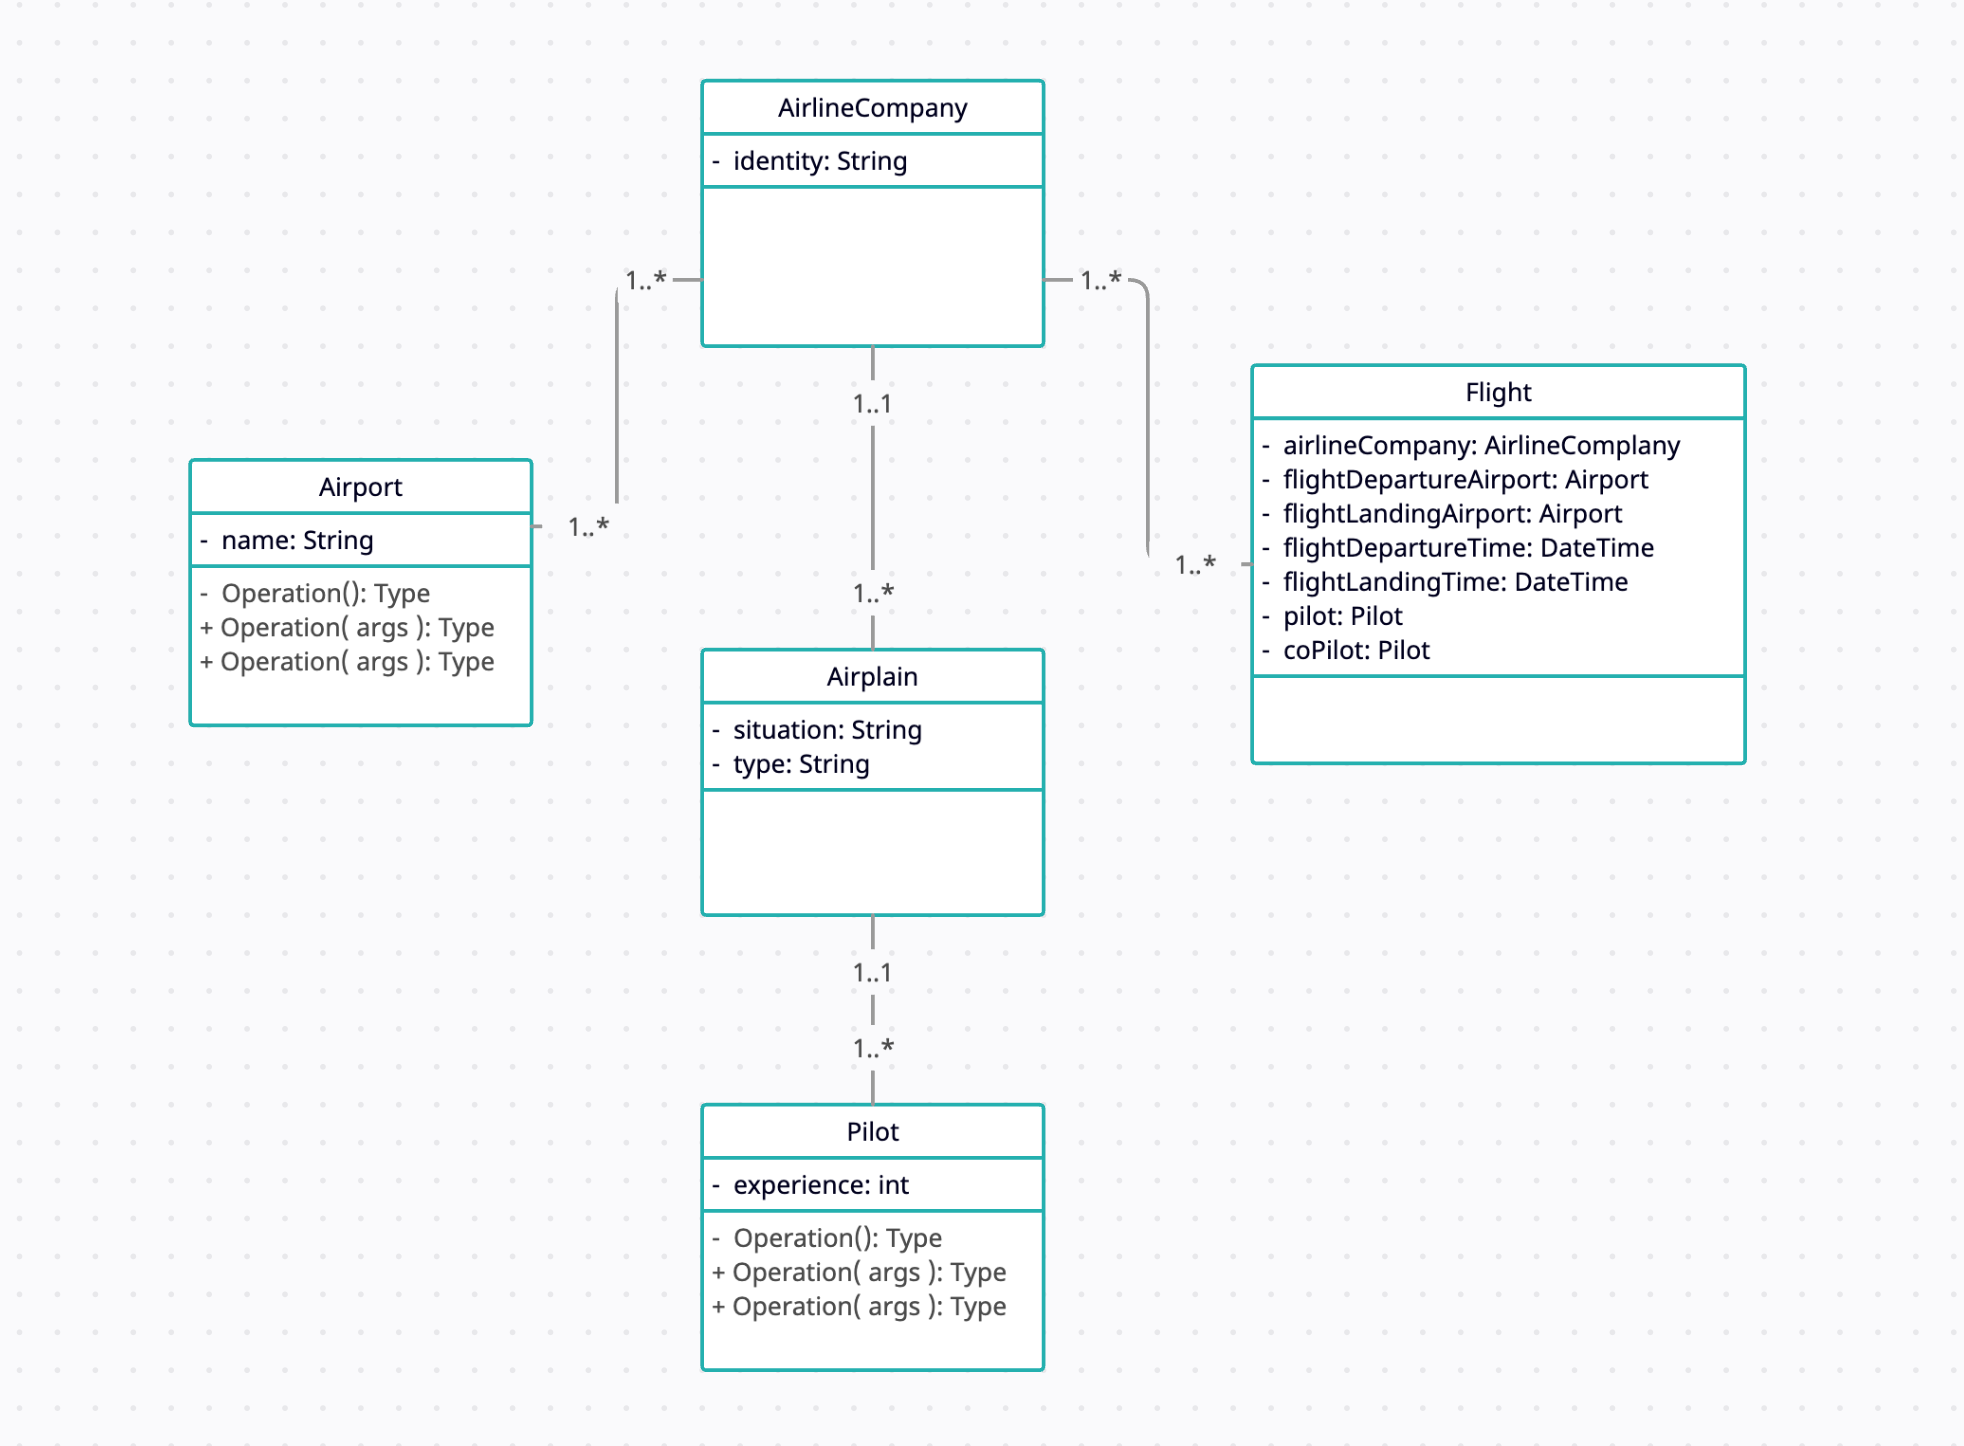 AirlineCompany
- identity: String
1..*
1..*
1..1
Flight
- airlineCompany: AirlineComplany
- flightDepartureAirport: Airport
- flightLandingAirport: Airport
- flightDepartureTime: DateTime
- flightLandingTime: DateTime
- pilot: Pilot
- coPilot: Pilot
Airport
- name: String
- Operation(): Type
+ Operation( args ): Type
+ Operation( args ): Type
1..*
1..*
1..*
Airplain
- situation: String
- type: String
1..1
1..*
Pilot
- experience: int
- Operation(): Type
+ Operation( args ): Type
+ Operation( args ): Type